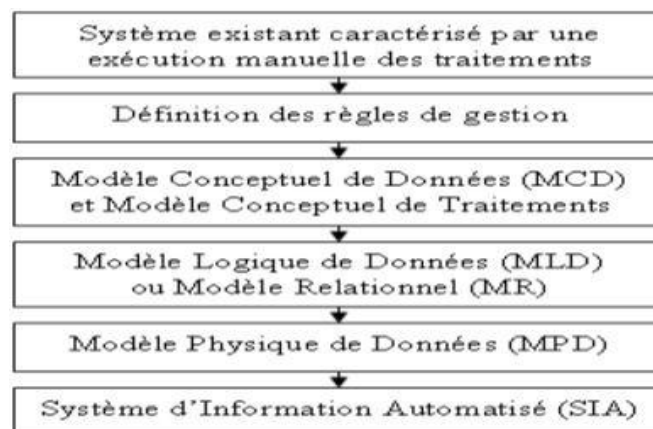 Système existant caractérisé par une
exécution manuelle des traitements
Définition des règles de gestion
Modèle Conceptuel de Données (MCD)
et Modèle Conceptuel de Traitements
Modèle Logique de Données (MLD)
ou Modèle Relationnel (MR)
Modèle Physique de Données (MPD)
Système d'Information Automatisé (SIA)